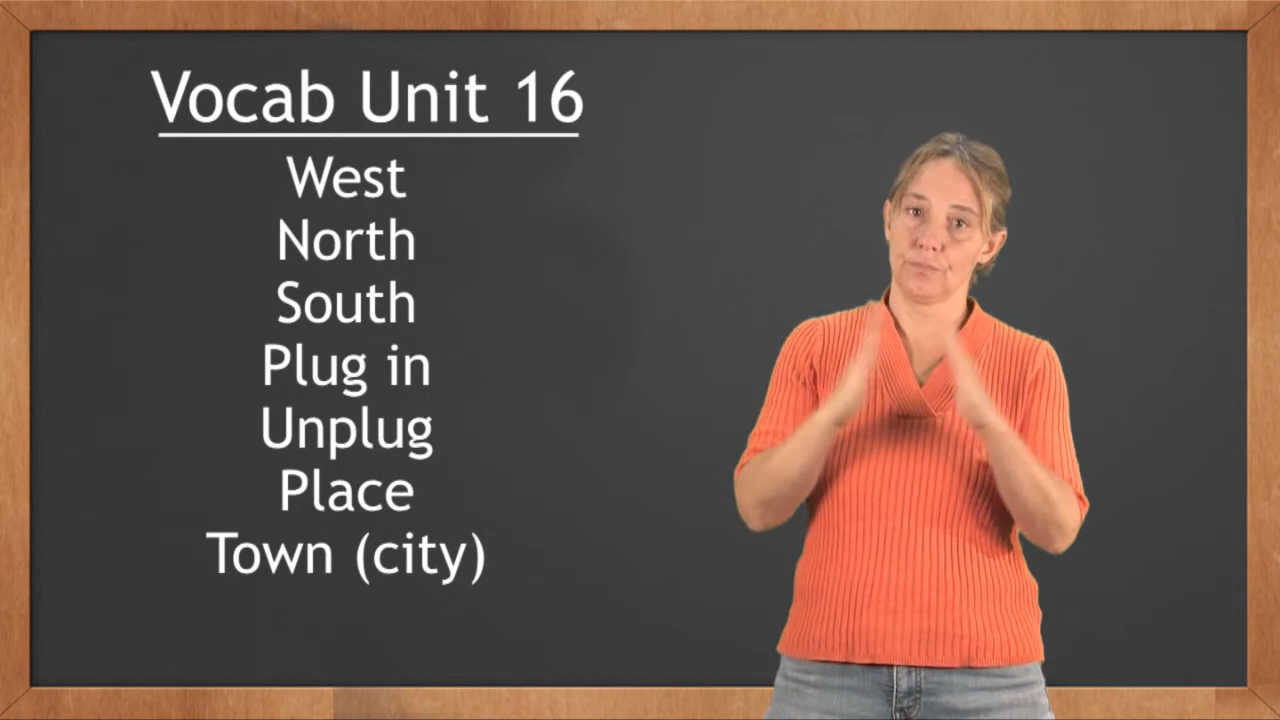 Vocab Unit 16
West
North
South
Plug in
Unplug
Place
Town (city)